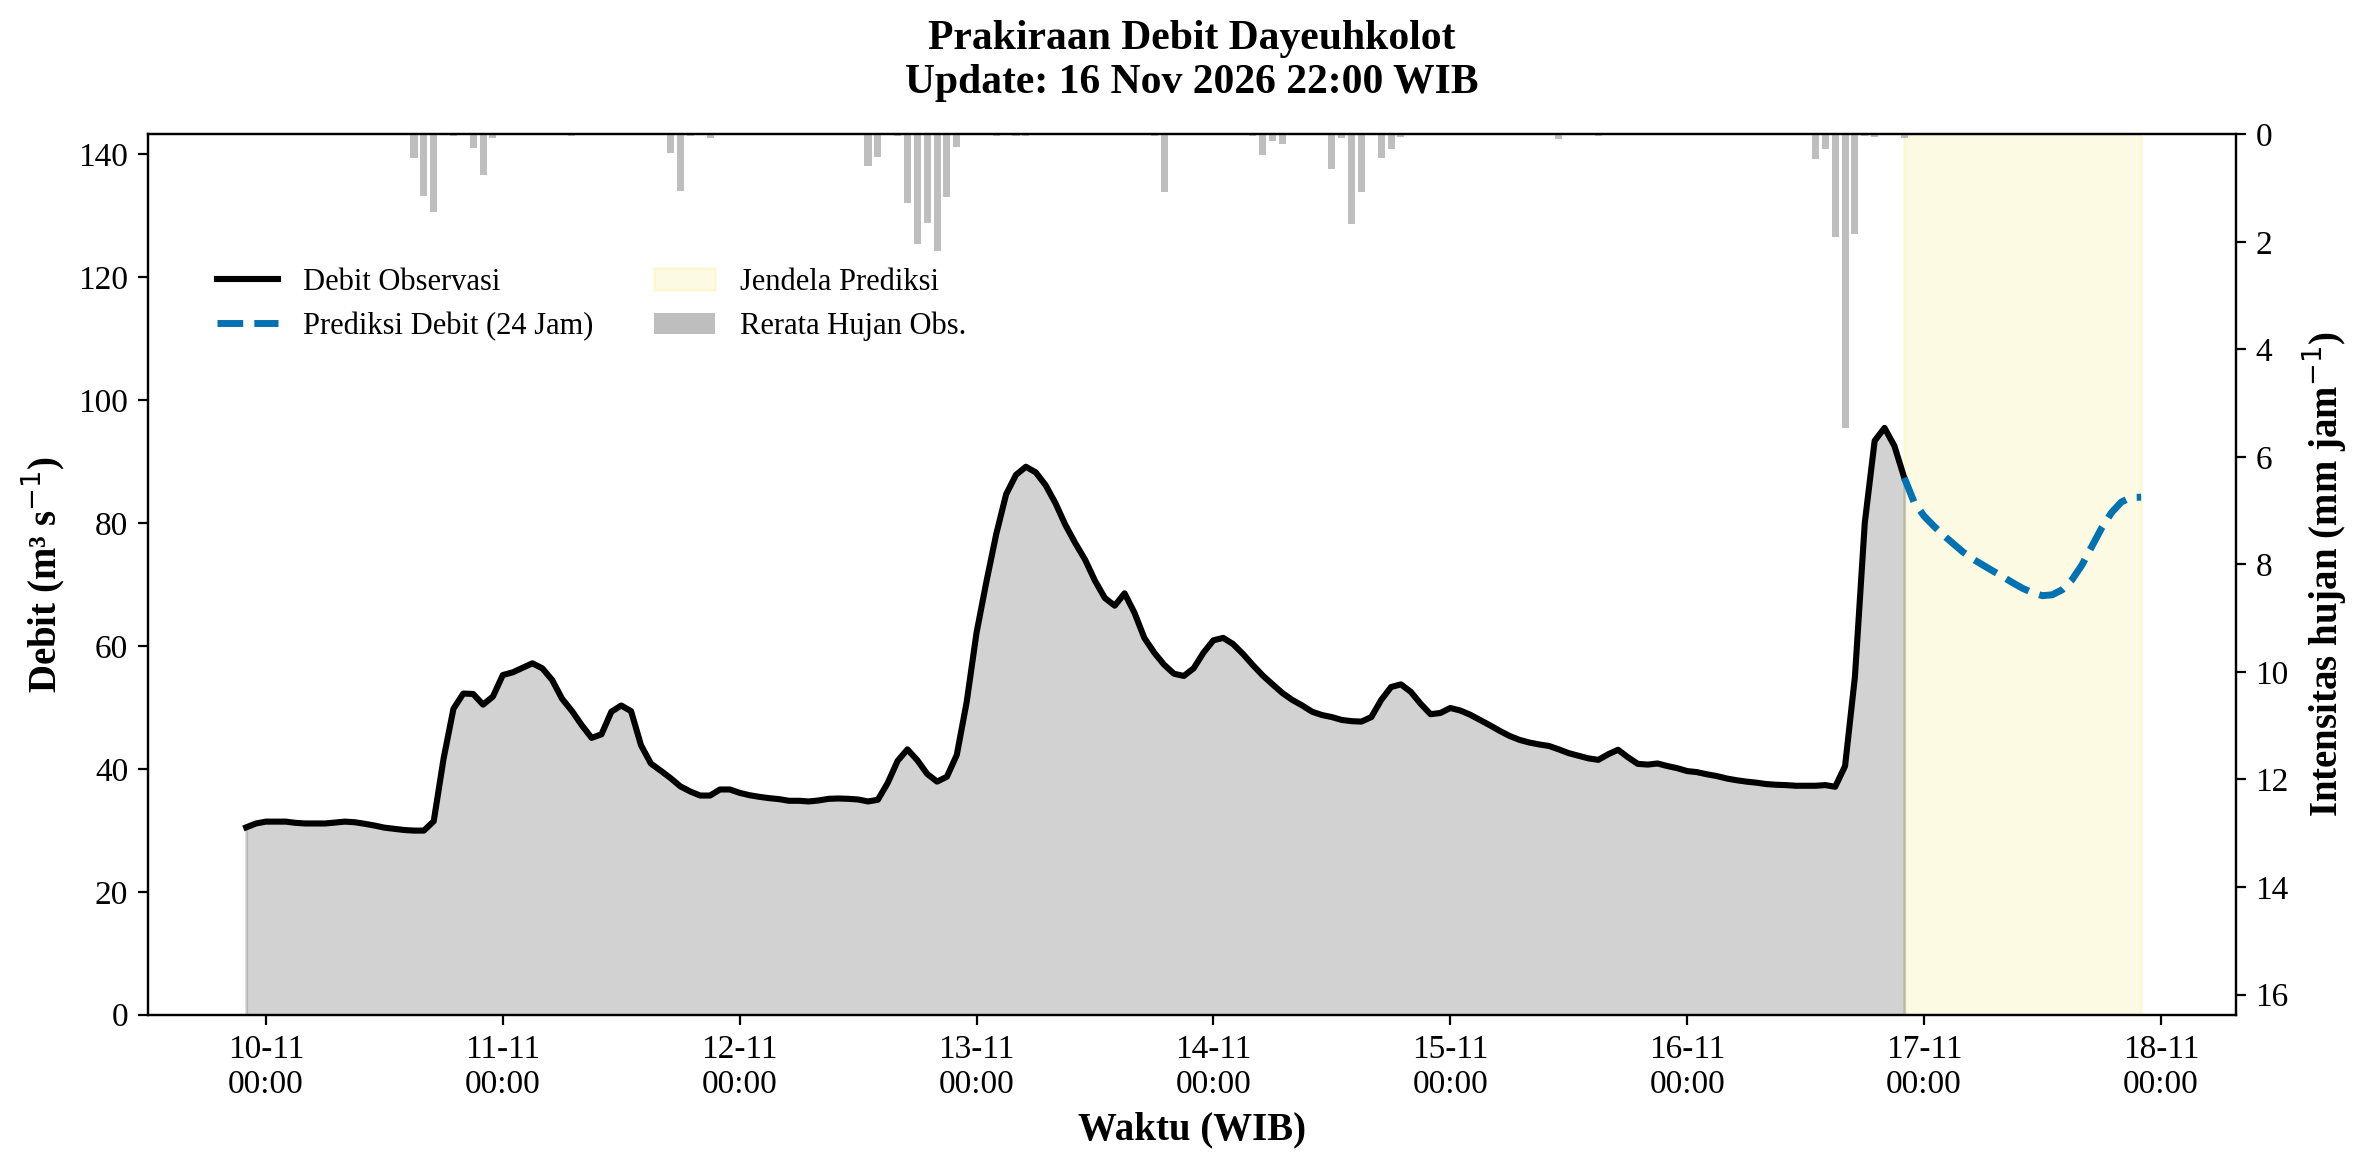 Prakiraan Debit Dayeuhkolot
Update: 16 Nov 2026 22:00 WIB
Debit (m³ s⁻¹)
140
120
100
80
60
40
20
0
Debit Observasi
Prediksi Debit (24 Jam)
Jendela Prediksi
Rerata Hujan Obs.
0
2
4
6
8
10
12
14
16
Intensitas hujan (mm jam⁻¹)
10-11 11-11 12-11 13-11 14-11 15-11 16-11 17-11 18-11
00:00 00:00 00:00 00:00 00:00 00:00 00:00 00:00 00:00
Waktu (WIB)